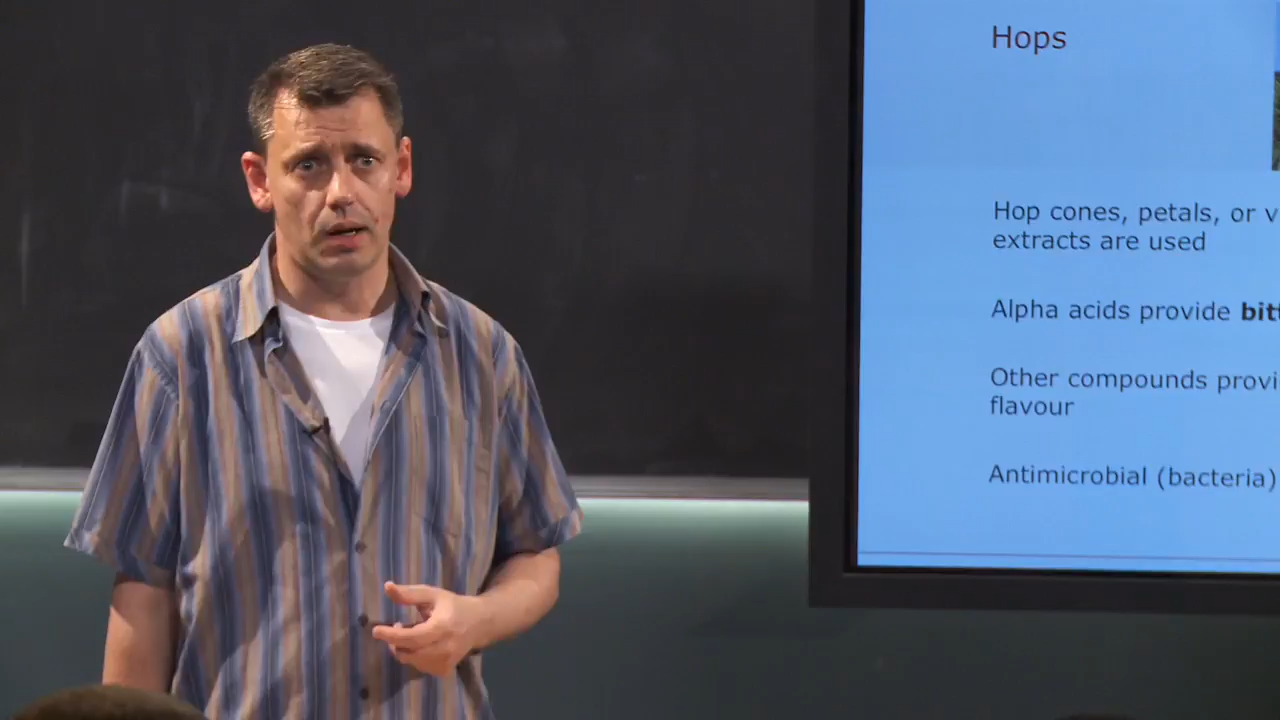 Hops
Hop cones, petals, or
extracts are used
Alpha acids provide
Other compounds
flavour
Antimicrobial (bacteria)